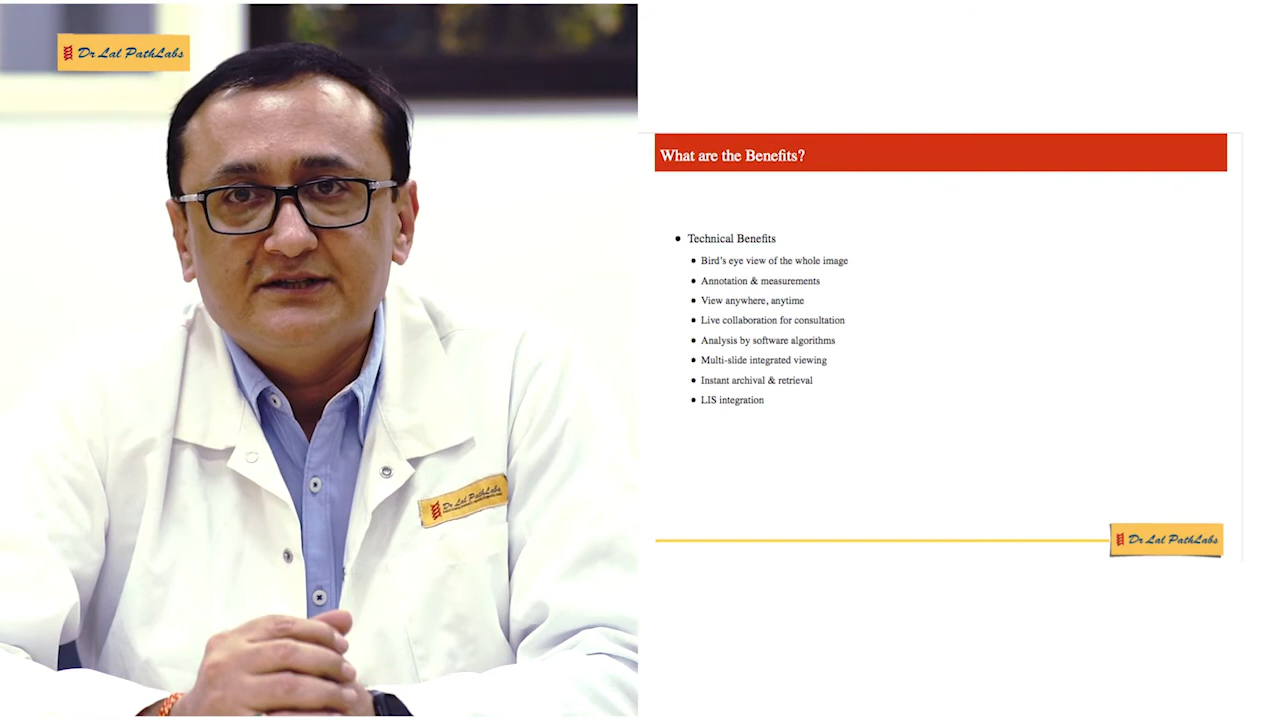 Dr Lal PathLabs
What are the Benefits?
• Technical Benefits
• Bird's eye view of the whole image
• Annotation & measurements
• View anywhere, anytime
• Live collaboration for consultation
• Analysis by software algorithms
• Multi-slide integrated viewing
• Instant archival & retrieval
• LIS integration
Dr Lal PathLabs
Dr Lal PathLabs